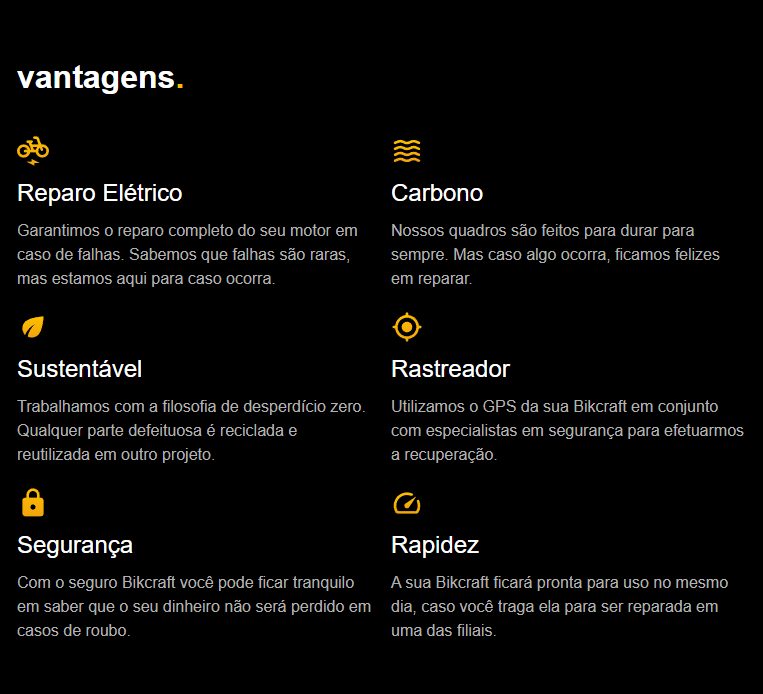 vantagens.
Reparo Elétrico
Garantimos o reparo completo do seu motor em
caso de falhas. Sabemos que falhas são raras,
mas estamos aqui para caso ocorra.
Carbono
Nossos quadros são feitos para durar para
sempre. Mas caso algo ocorra, ficamos felizes
em reparar.
Sustentável
Trabalhamos com a filosofia de desperdício zero.
Qualquer parte defeituosa é reciclada e
reutilizada em outro projeto.
Rastreador
Utilizamos o GPS da sua Bikcraft em conjunto
com especialistas em segurança para efetuarmos
a recuperação.
Segurança
Com o seguro Bikcraft você pode ficar tranquilo
em saber que o seu dinheiro não será perdido em
casos de roubo.
Rapidez
A sua Bikcraft ficará pronta para uso no mesmo
dia, caso você traga ela para ser reparada em
uma das filiais.